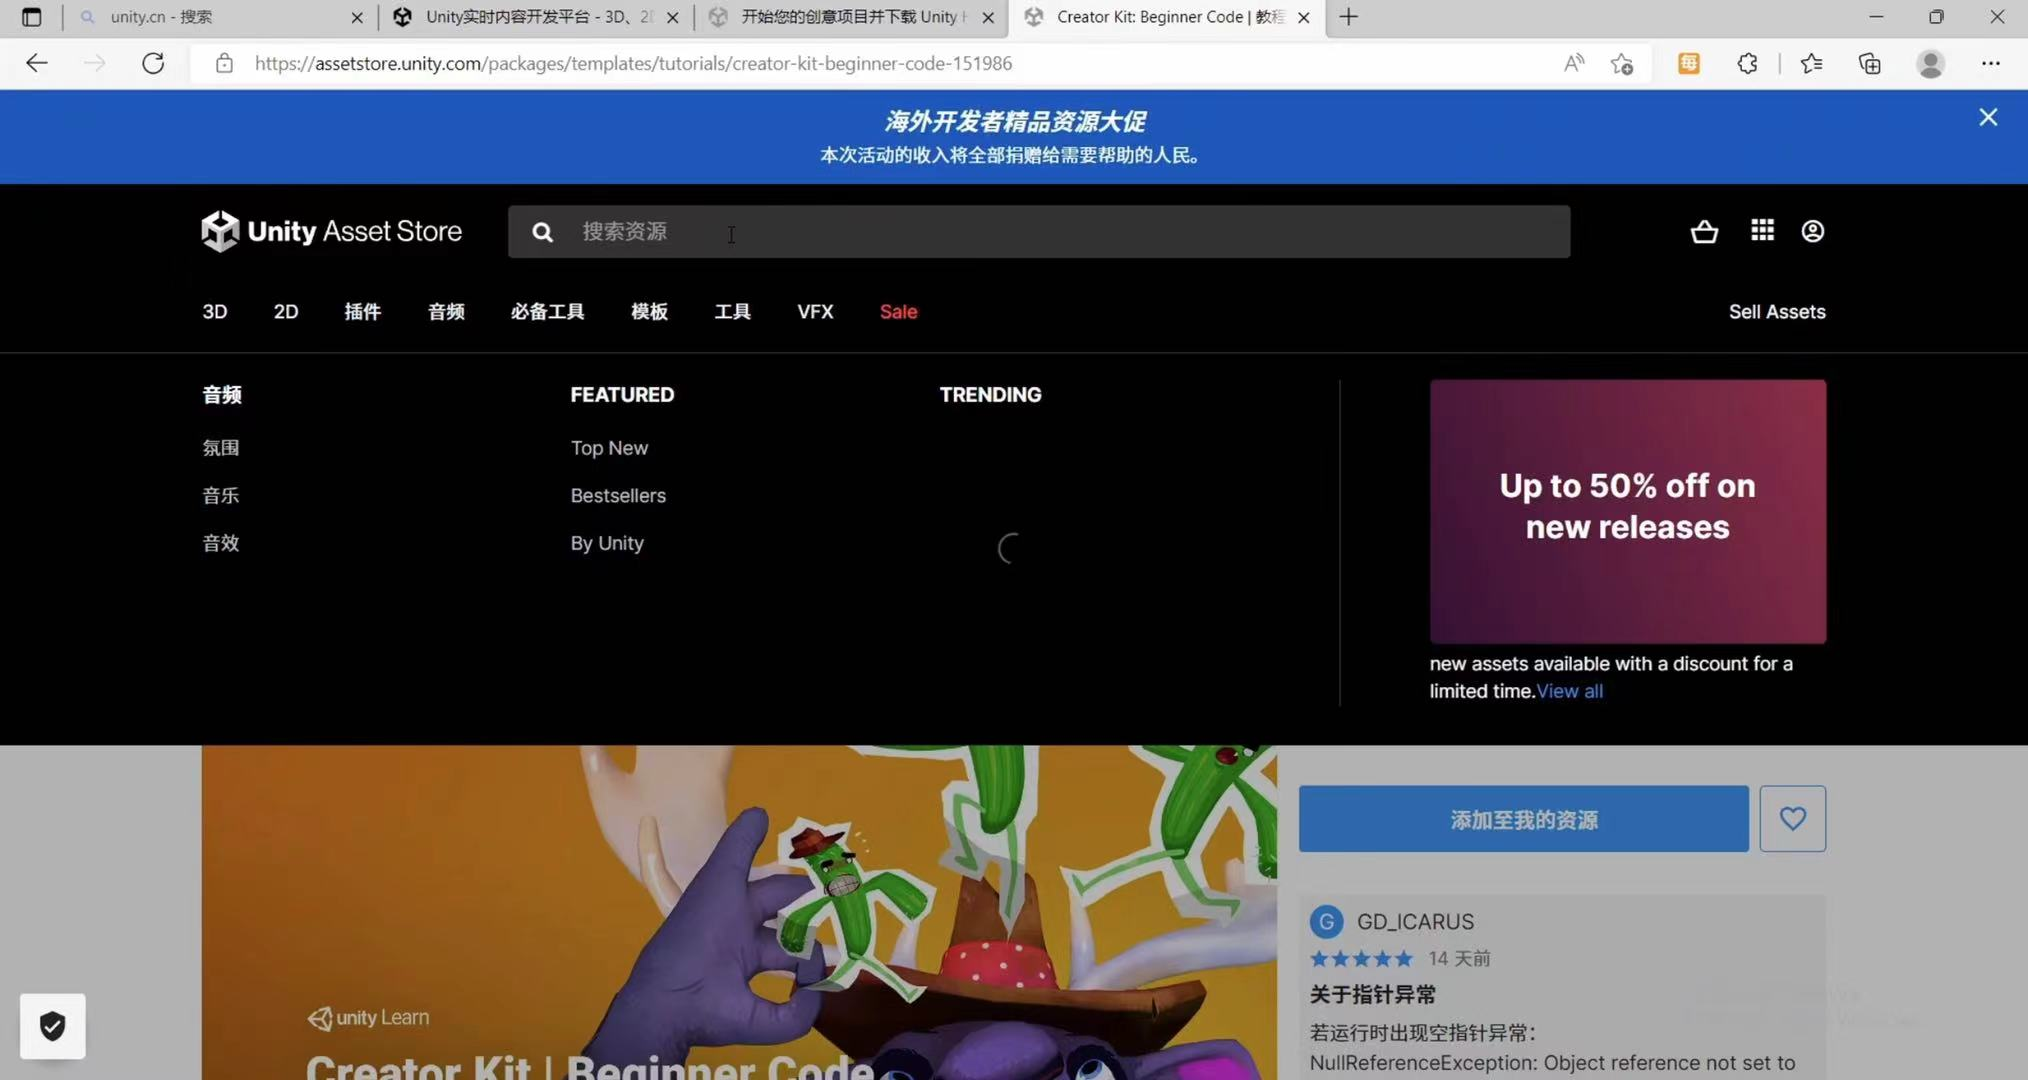 unity.cn - 搜索
Unity实时内容开发平台 - 3D、2D
开始您的创意项目并下载 Unity H
Creator Kit: Beginner Code | 教程
https://assetstore.unity.com/packages/templates/tutorials/creator-kit-beginner-code-151986
每
海外开发者精品资源大促
本次活动的收入将全部捐赠给需要帮助的人民。
Unity Asset Store
搜索资源
3D 2D 插件 音频 必备工具 模板 工具 VFX Sale Sell Assets
音频
氛围
音乐
音效
FEATURED
Top New
Bestsellers
By Unity
TRENDING
Up to 50% off on
new releases
new assets available with a discount for a
limited time.View all
unity Learn
Creator Kit | Beginner Code
添加至我的资源
G GD_ICARUS
14 天前
关于指针异常
若运行时出现空指针异常：
NullReferenceException: Object reference not set to